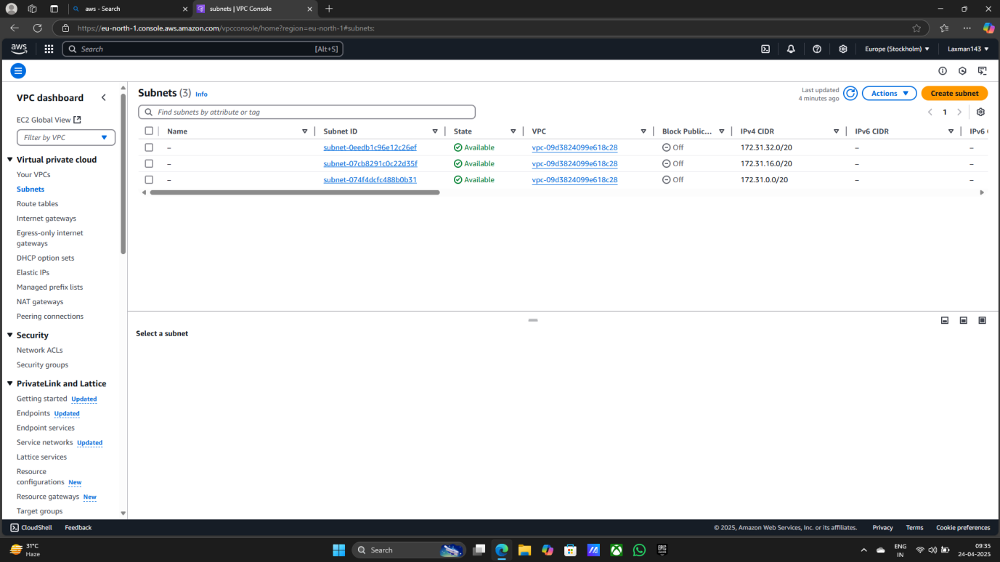 aws - Search
subnets | VPC Console
https://eu-north-1.console.aws.amazon.com/vpcconsole/home?region=eu-north-1#subnets:
aws
Search
[Alt+S]
Europe (Stockholm)
Laxman143
VPC dashboard
EC2 Global View
Filter by VPC
Virtual private cloud
Your VPCs
Subnets
Route tables
Internet gateways
Egress-only internet
gateways
DHCP option sets
Elastic IPs
Managed prefix lists
NAT gateways
Peering connections
Security
Network ACLs
Security groups
PrivateLink and Lattice
Getting started Updated
Endpoints Updated
Endpoint services
Service networks Updated
Lattice services
Resource
configurations New
Resource gateways New
Target groups
Subnets (3) Info
Last updated
4 minutes ago
Actions
Create subnet
Find subnets by attribute or tag
1
Name Subnet ID State VPC Block Public... IPv4 CIDR IPv6 CIDR IPv6
– subnet-0eedb1c96e12c26ef Available vpc-09d3824099e618c28 Off 172.31.32.0/20 – –
– subnet-07cb8291c0c22d35f Available vpc-09d3824099e618c28 Off 172.31.16.0/20 – –
– subnet-074f4dcfc488b0b31 Available vpc-09d3824099e618c28 Off 172.31.0.0/20 – –
Select a subnet
CloudShell Feedback
© 2025, Amazon Web Services, Inc. or its affiliates. Privacy Terms Cookie preferences
31°C
Haze
Search
EPIC
ENG
IN
09:35
24-04-2025